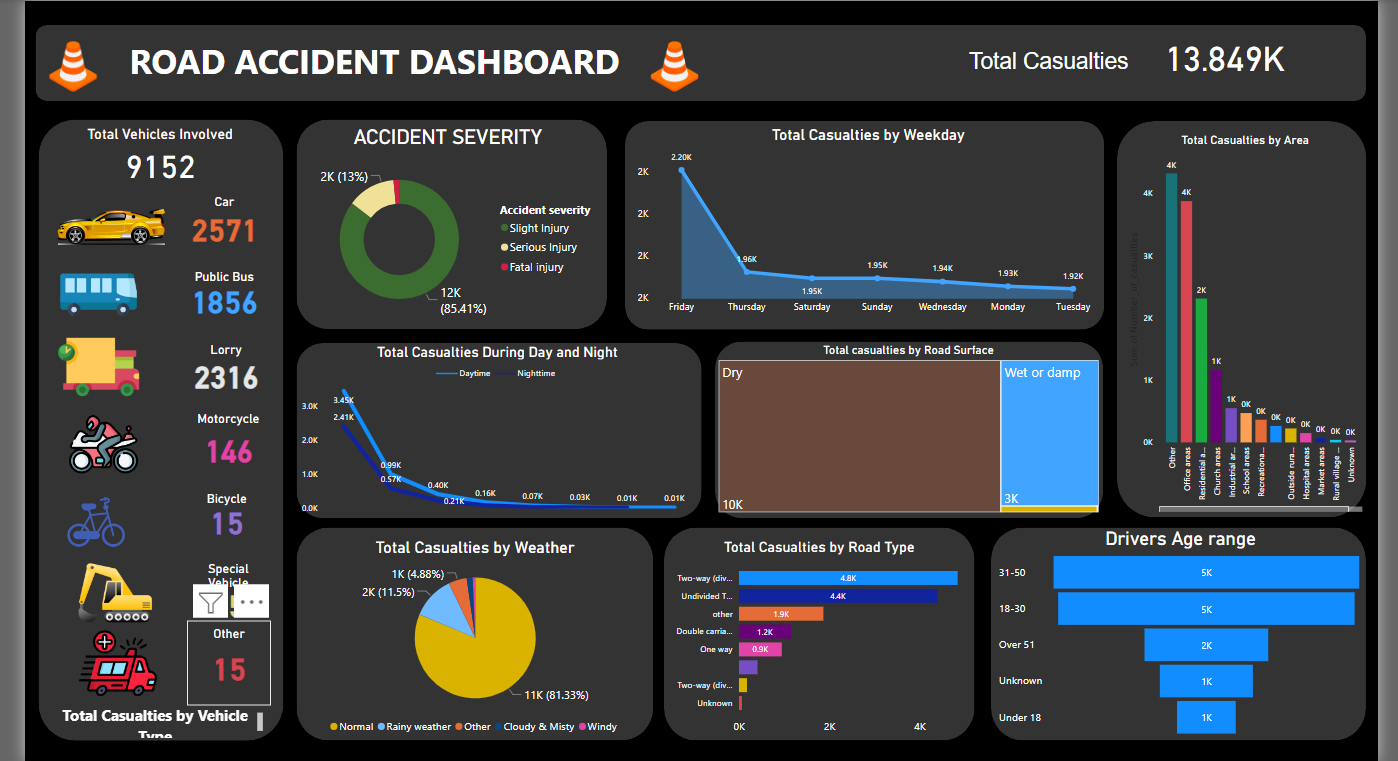 ROAD ACCIDENT DASHBOARD
Total Casualties
13.849K
Total Vehicles Involved
9152
Car
2571
Public Bus
1856
Lorry
2316
Motorcycle
146
Bicycle
15
Special
Vehicle
Other
15
Total Casualties by Vehicle
Type
ACCIDENT SEVERITY
2K (13%)
12K
(85.41%)
Accident severity
Slight Injury
Serious Injury
Fatal injury
Total Casualties by Weekday
2K
2K
2K
2K
2.20K
1.96K
1.95K
1.95K
1.94K
1.93K
1.92K
Friday
Thursday
Saturday
Sunday
Wednesday
Monday
Tuesday
Total Casualties by Area
4K
3K
2K
1K
0K
4K
4K
2K
1K
1K
0K
0K
0K
0K
0K
0K
0K
Other
Office areas
Residential a...
Church areas
Industrial ar...
School areas
Recreationa...
Outside rura...
Hospital areas
Market areas
Rural village ...
Unknown
Total Casualties During Day and Night
Daytime
Nighttime
3.0K
2.0K
1.0K
0.0K
3.45K
2.41K
0.99K
0.57K
0.40K
0.21K
0.16K
0.07K
0.03K
0.01K
0.01K
Total casualties by Road Surface
Dry
10K
Wet or damp
3K
Total Casualties by Weather
1K (4.88%)
2K (11.5%)
11K (81.33%)
Normal
Rainy weather
Other
Cloudy & Misty
Windy
Total Casualties by Road Type
Two-way (div...
4.8K
Undivided T...
4.4K
other
1.9K
Double carria...
1.2K
One way
0.9K
Two-way (div...
Unknown
0K
2K
4K
Drivers Age range
31-50
5K
18-30
5K
Over 51
2K
Unknown
1K
Under 18
1K